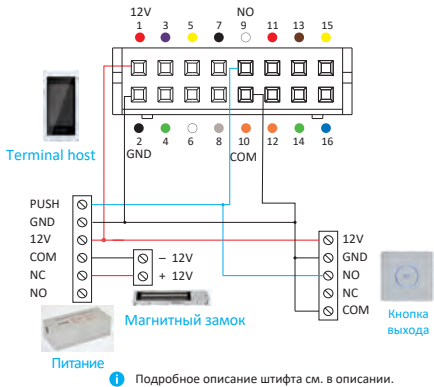 12V NO
1 3 5 7 9 11 13 15
2 4 6 8 10 12 14 16
GND COM
Terminal host
PUSH
GND
12V
COM
NC
NO
– 12V
+ 12V
Магнитный замок
Питание
12V
GND
NO
NC
COM
Кнопка
выхода
i Подробное описание штифта см. в описании.